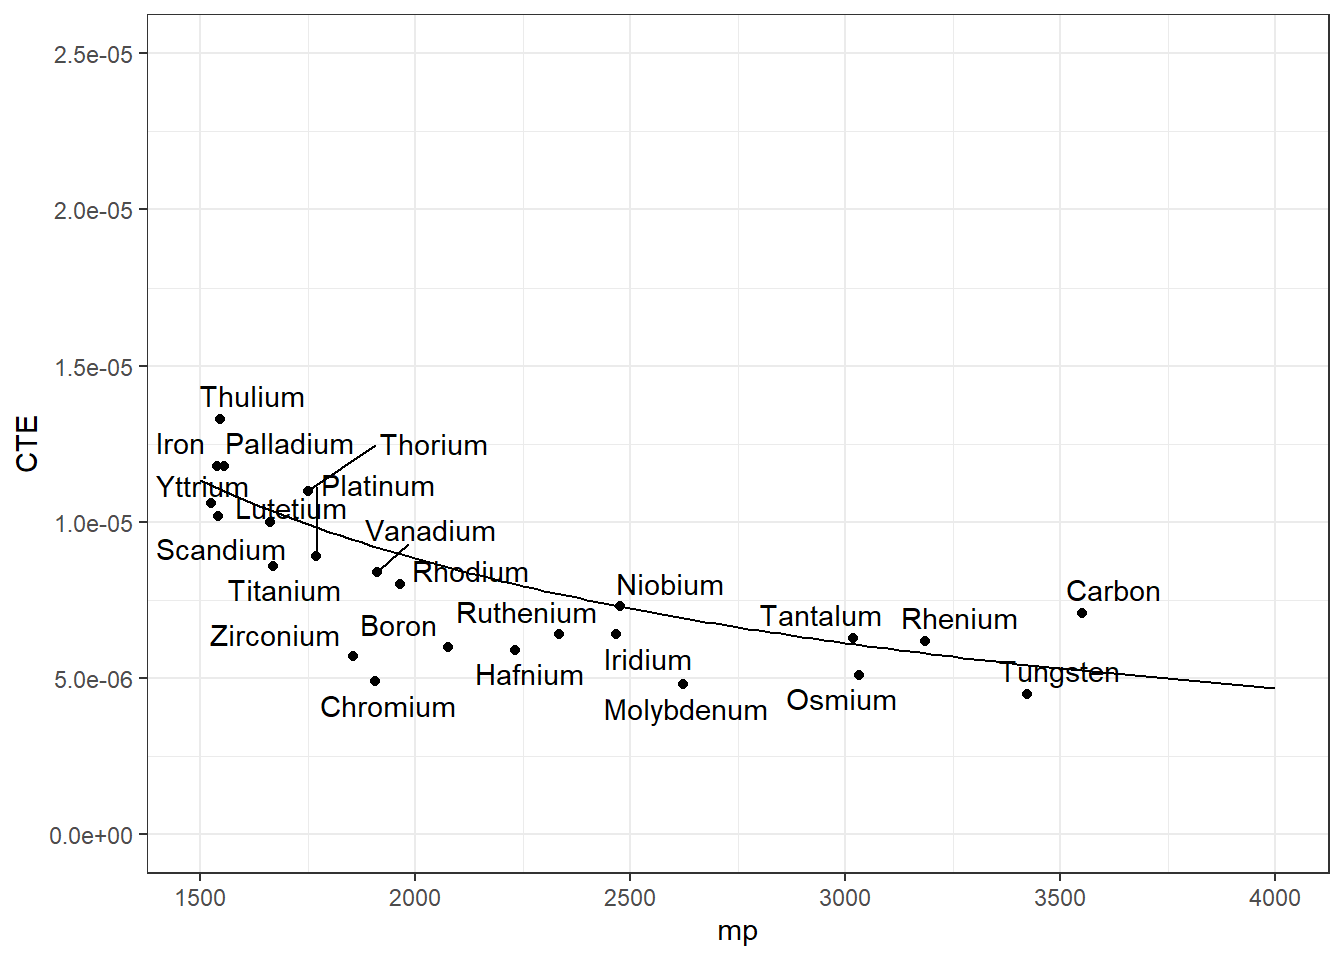 2.5e-05
2.0e-05
1.5e-05
1.0e-05
5.0e-06
0.0e+00
CTE
Thulium
Iron
Palladium
Thorium
Yttrium
Platinum
Lutetium
Vanadium
Scandium
Rhodium
Titanium
Niobium
Carbon
Ruthenium
Tantalum
Rhenium
Boron
Zirconium
Iridium
Hafnium
Tungsten
Osmium
Chromium
Molybdenum
1500
2000
2500
3000
3500
4000
mp